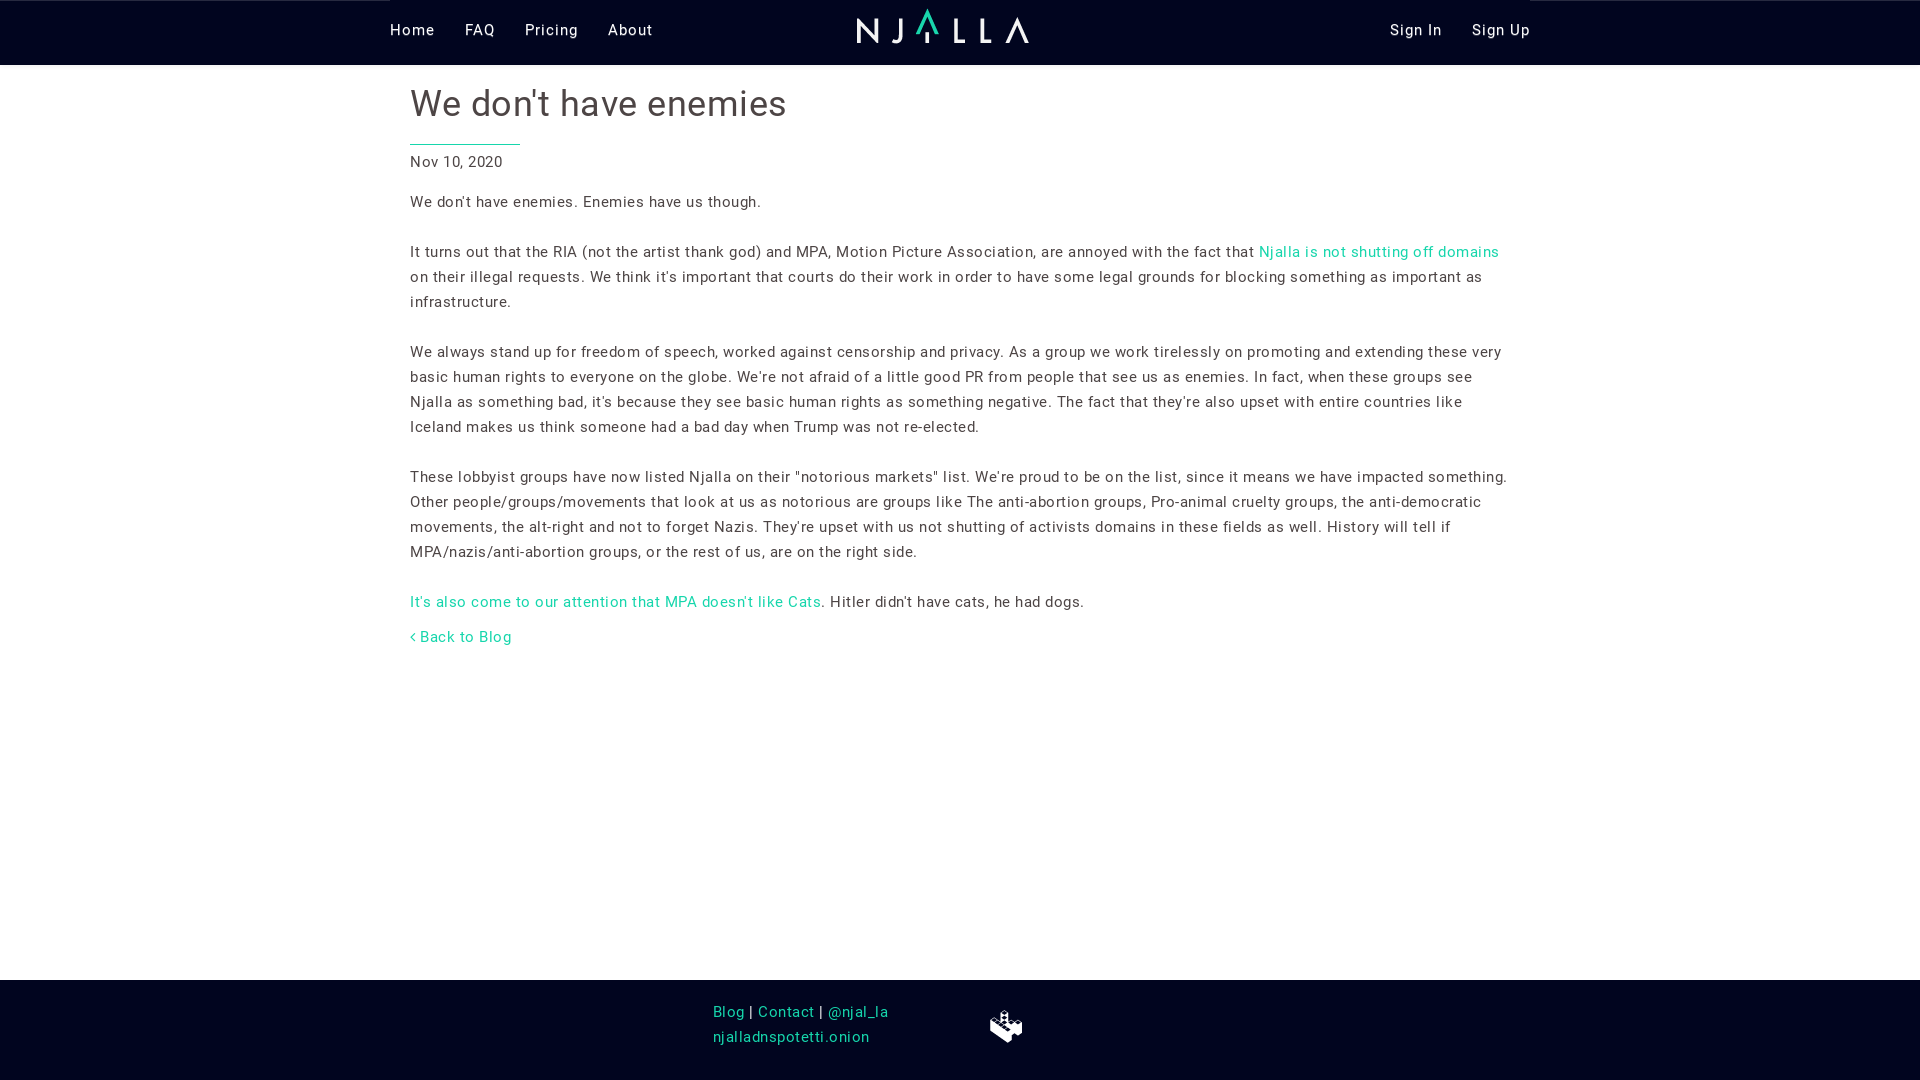 Home FAQ Pricing About NJALLA Sign In Sign Up
We don't have enemies
Nov 10, 2020
We don't have enemies. Enemies have us though.
It turns out that the RIA (not the artist thank god) and MPA, Motion Picture Association, are annoyed with the fact that Njalla is not shutting off domains
on their illegal requests. We think it's important that courts do their work in order to have some legal grounds for blocking something as important as
infrastructure.
We always stand up for freedom of speech, worked against censorship and privacy. As a group we work tirelessly on promoting and extending these very
basic human rights to everyone on the globe. We're not afraid of a little good PR from people that see us as enemies. In fact, when these groups see
Njalla as something bad, it's because they see basic human rights as something negative. The fact that they're also upset with entire countries like
Iceland makes us think someone had a bad day when Trump was not re-elected.
These lobbyist groups have now listed Njalla on their "notorious markets" list. We're proud to be on the list, since it means we have impacted something.
Other people/groups/movements that look at us as notorious are groups like The anti-abortion groups, Pro-animal cruelty groups, the anti-democratic
movements, the alt-right and not to forget Nazis. They're upset with us not shutting of activists domains in these fields as well. History will tell if
MPA/nazis/anti-abortion groups, or the rest of us, are on the right side.
It's also come to our attention that MPA doesn't like Cats. Hitler didn't have cats, he had dogs.
‹ Back to Blog
Blog | Contact | @njal_la
njalladnspotetti.onion